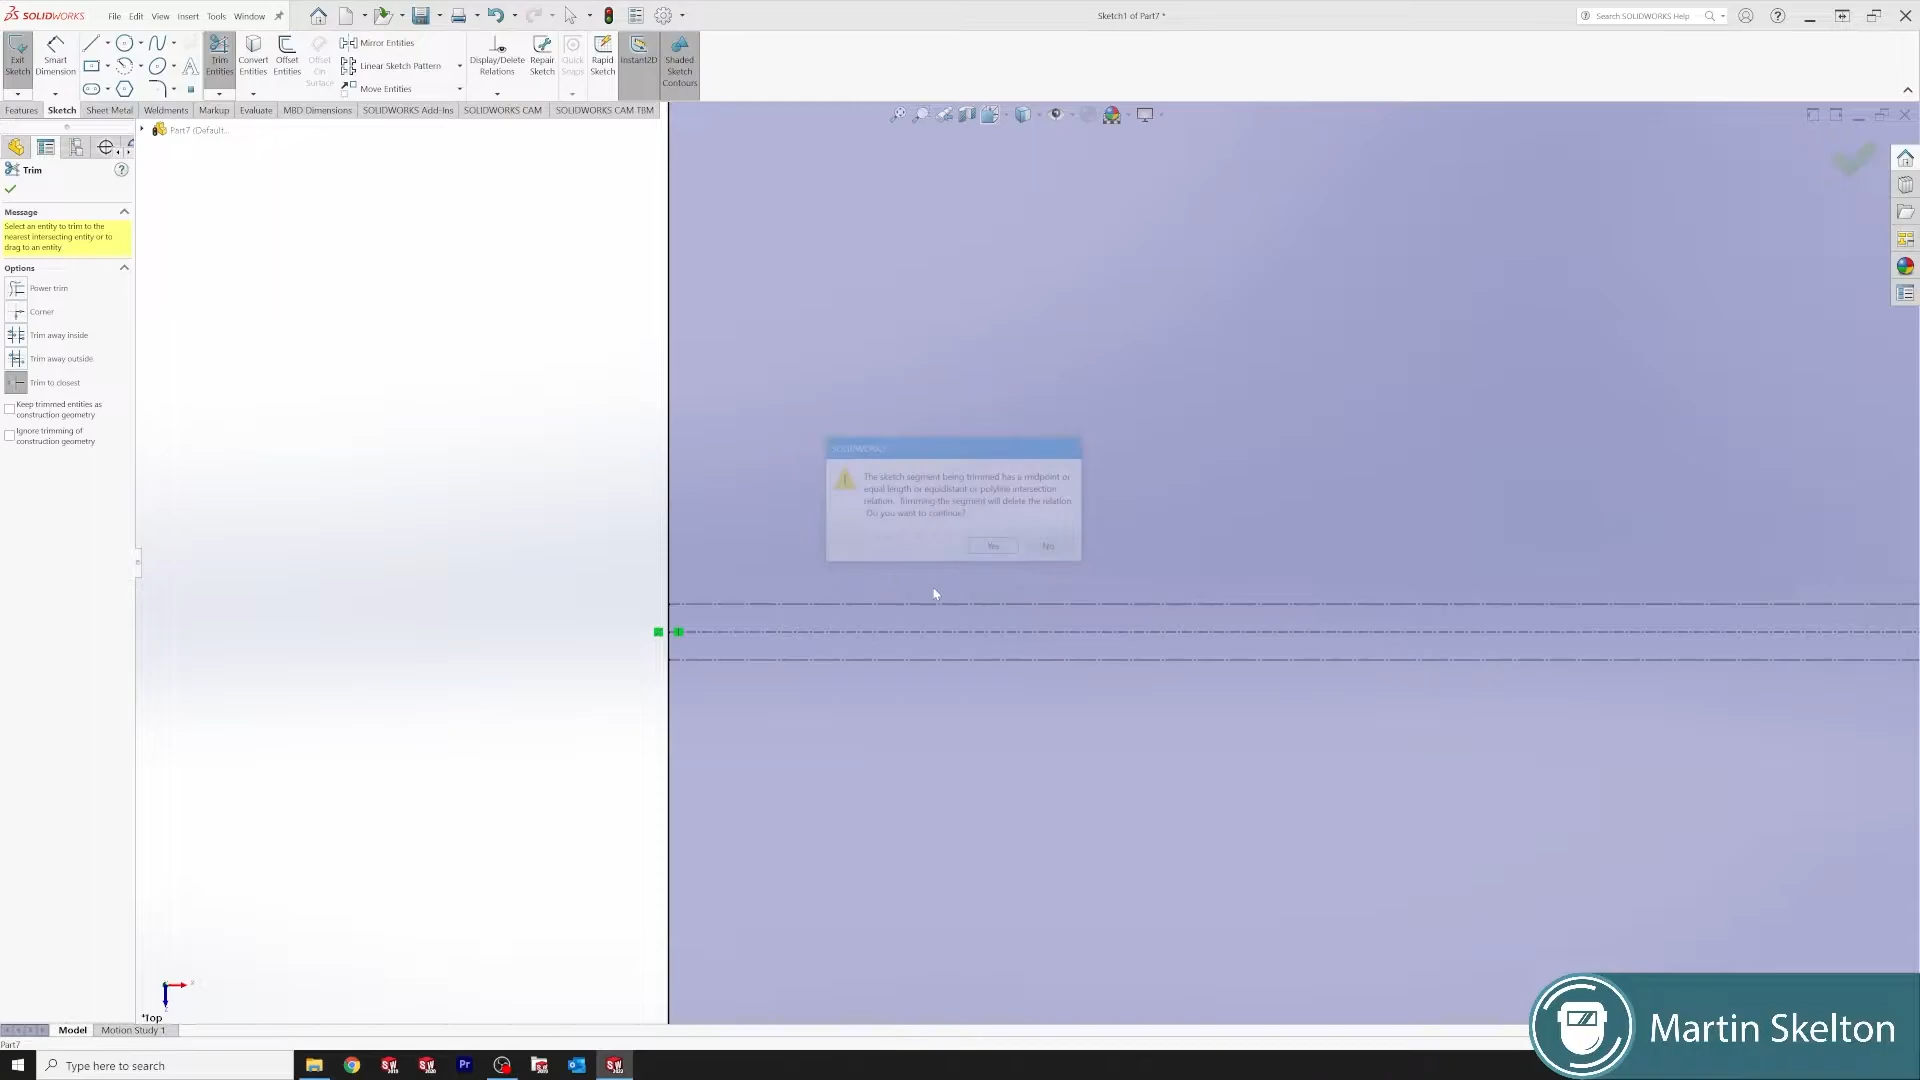 SOLIDWORKS File Edit View Insert Tools Window Sketch1 of Part7 * Search SOLIDWORKS Help
Exit Sketch
Smart Dimension
Trim Entities
Convert Entities
Offset Entities
Offset On Surface
Mirror Entities
Linear Sketch Pattern
Move Entities
Display/Delete Relations
Repair Sketch
Quick Snaps
Rapid Sketch
Instant2D
Shaded Sketch Contours
Features Sketch Sheet Metal Weldments Markup Evaluate MBD Dimensions SOLIDWORKS Add-Ins SOLIDWORKS CAM SOLIDWORKS CAM TBM
Part7 (Default...
Trim
Message
Select an entity to trim to the
nearest intersecting entity or to
drag to an entity
Options
Power trim
Corner
Trim away inside
Trim away outside
Trim to closest
Keep trimmed entities as
construction geometry
Ignore trimming of
construction geometry
SOLIDWORKS
The sketch segment being trimmed has a midpoint or
equal length or equidistant or polyline intersection
relation. Trimming the segment will delete the relation.
Do you want to continue?
Yes No
*Top
Model Motion Study 1
Part7
Type here to search
Martin Skelton